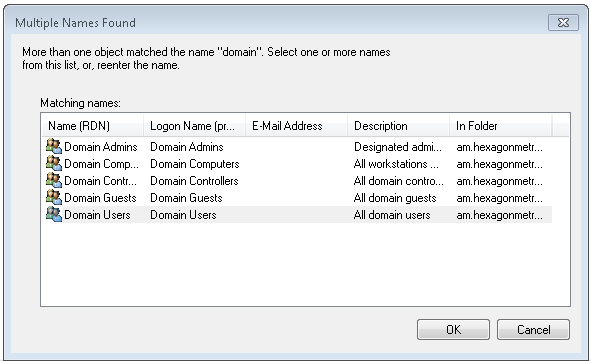 Multiple Names Found
More than one object matched the name "domain". Select one or more names
from this list, or, reenter the name.
Matching names:
Name (RDN) Logon Name (pr... E-Mail Address Description In Folder
Domain Admins Domain Admins Designated admi... am.hexagonmetr...
Domain Comp... Domain Computers All workstations ... am.hexagonmetr...
Domain Contr... Domain Controllers All domain contro... am.hexagonmetr...
Domain Guests Domain Guests All domain guests am.hexagonmetr...
Domain Users Domain Users All domain users am.hexagonmetr...
OK Cancel